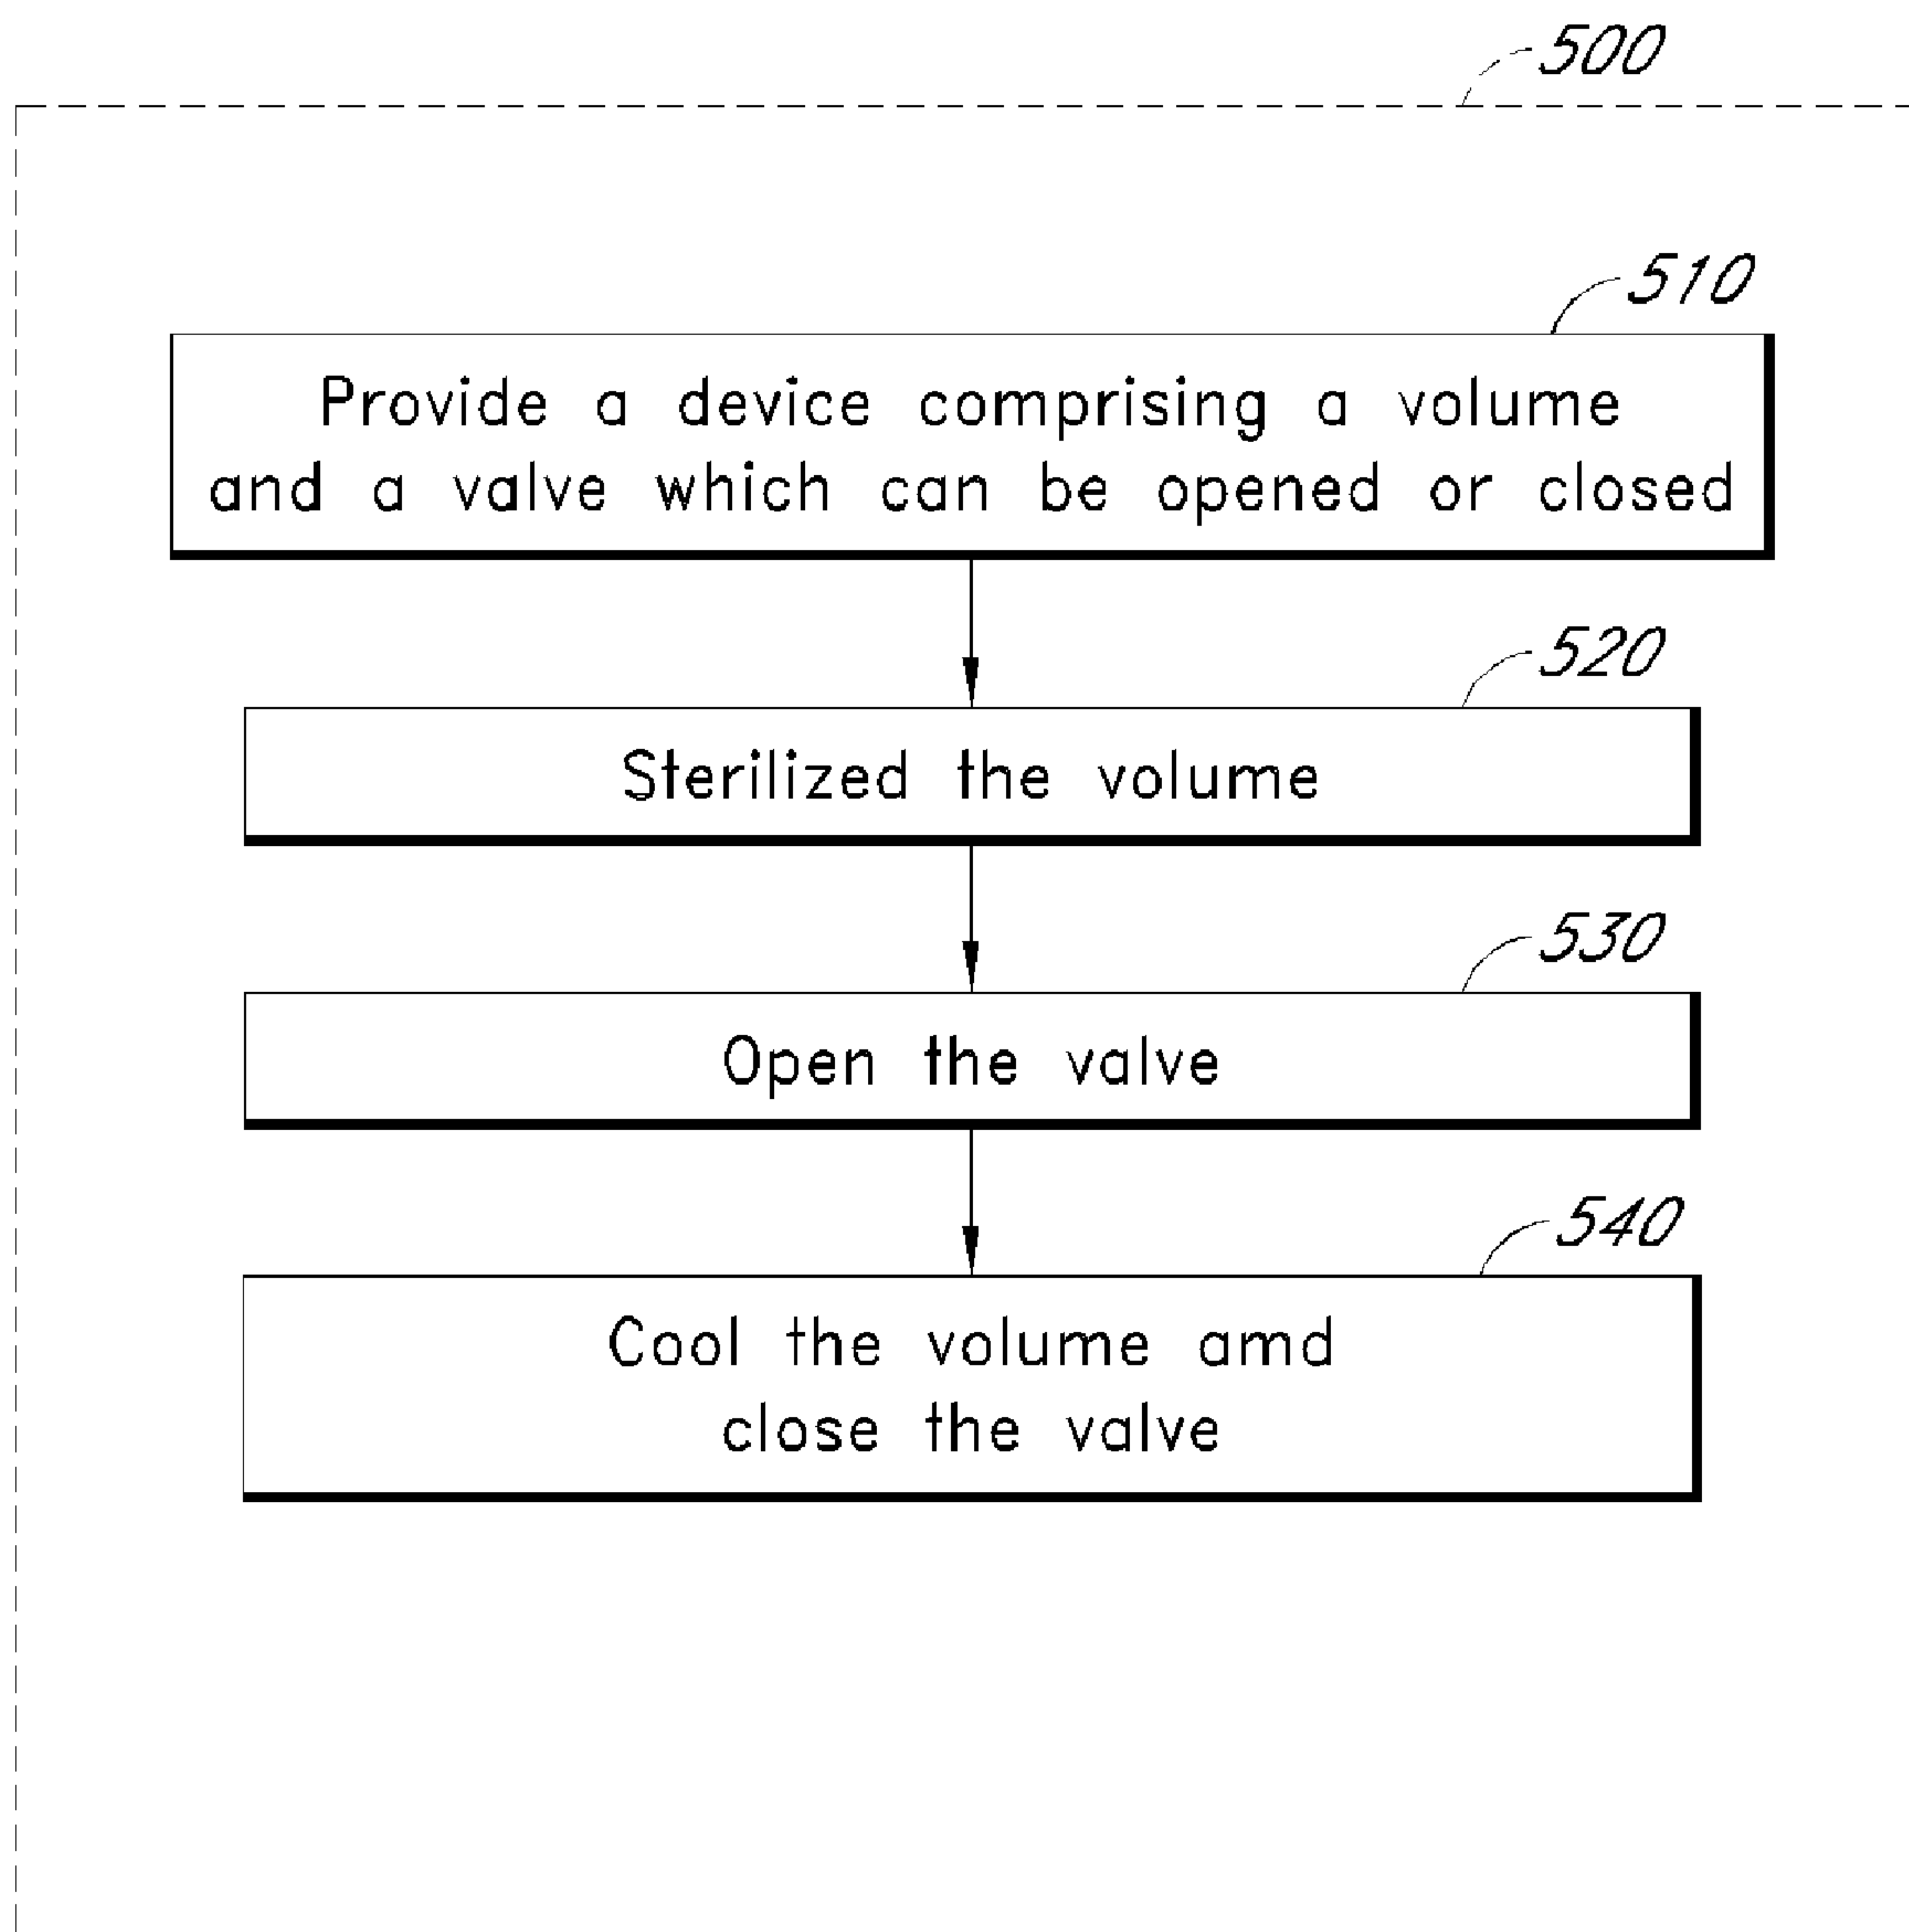 500
510
Provide a device comprising a volume
and a valve which can be opened or closed
520
Sterilized the volume
530
Open the valve
540
Cool the volume amd
close the valve